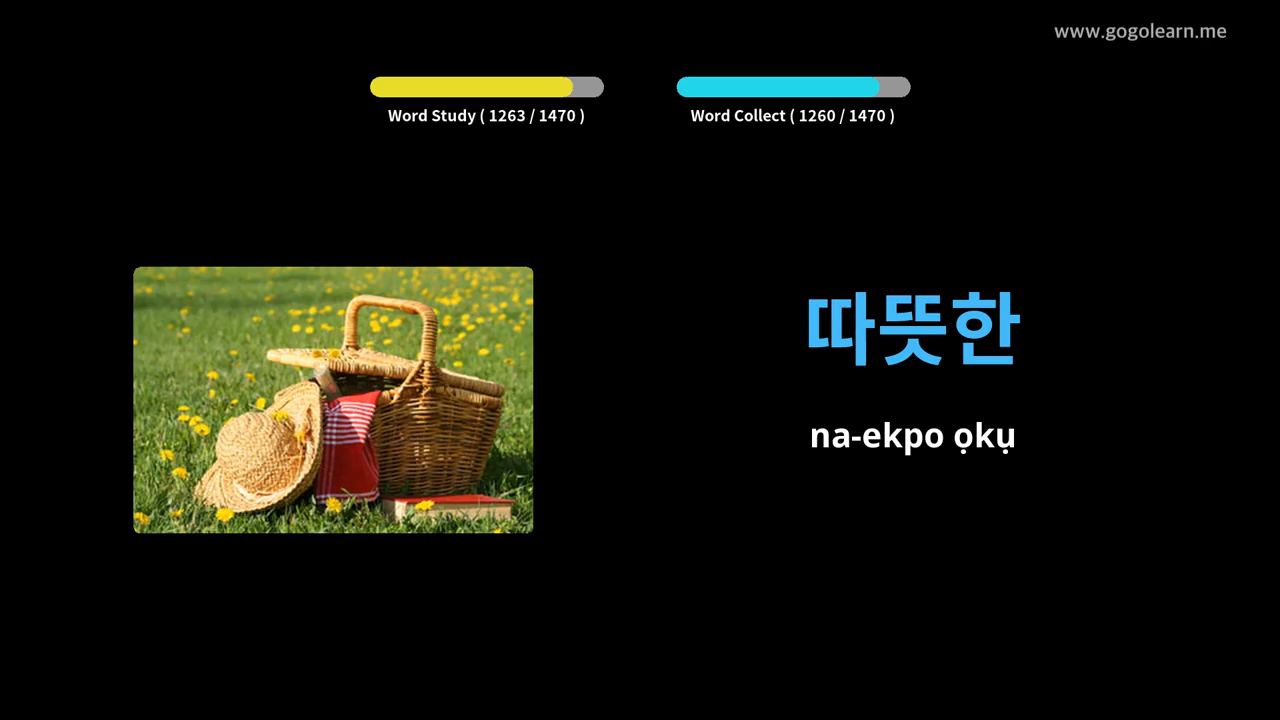 www.gogolearn.me
Word Study ( 1263 / 1470 )
Word Collect ( 1260 / 1470 )
따뜻한
na-ekpo ọkụ